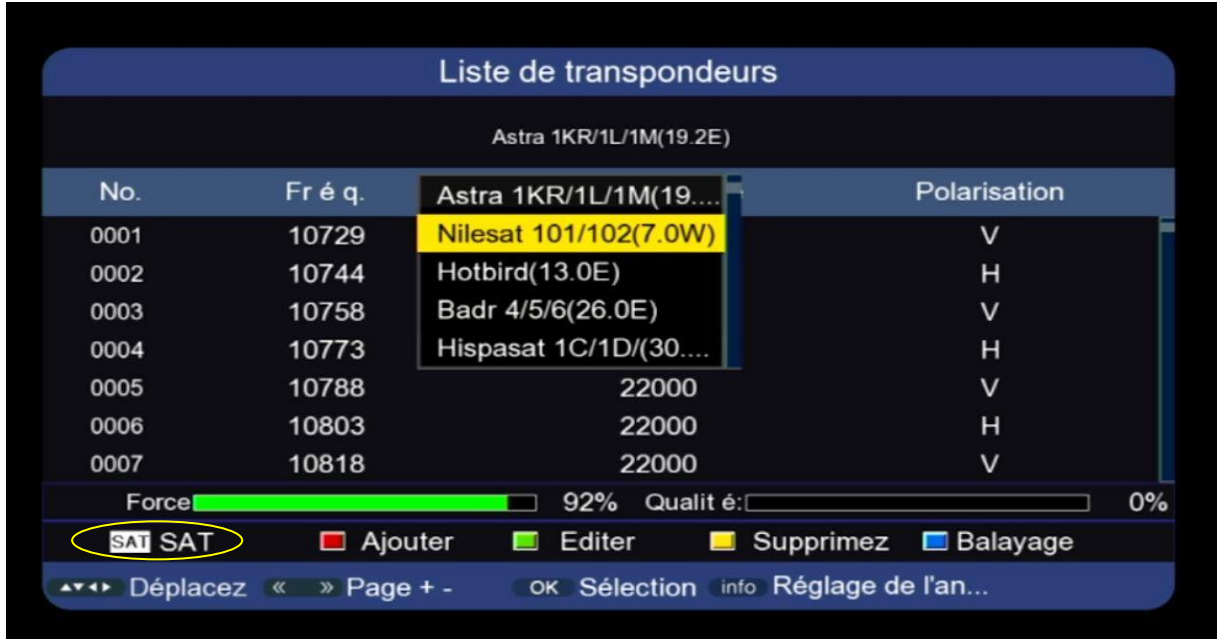 Liste de transpondeurs
Astra 1KR/1L/1M(19.2E)
No. Fr é q. Polarisation
Astra 1KR/1L/1M(19....
0001 10729 Nilesat 101/102(7.0W) V
0002 10744 Hotbird(13.0E) H
0003 10758 Badr 4/5/6(26.0E) V
0004 10773 Hispasat 1C/1D/(30.... H
0005 10788 22000 V
0006 10803 22000 H
0007 10818 22000 V
Force 92% Qualit é: 0%
SAT SAT Ajouter Editer Supprimez Balayage
Déplacez « » Page + - OK Sélection info Réglage de l'an...